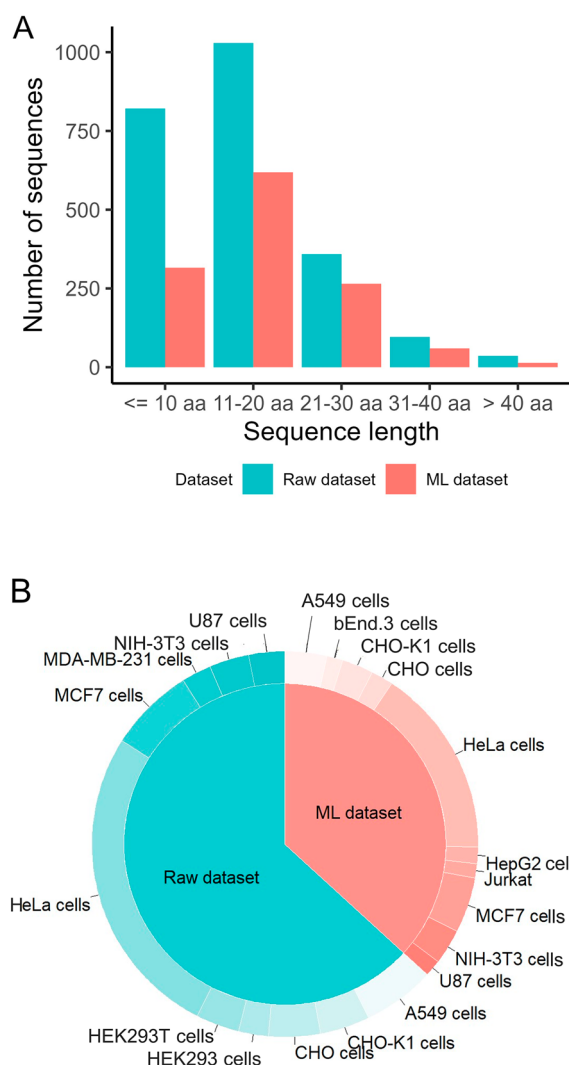 A
Number of sequences
1000
750
500
250
0
<= 10 aa 11-20 aa 21-30 aa 31-40 aa > 40 aa
Sequence length
Dataset Raw dataset ML dataset
B
U87 cells
NIH-3T3 cells
MDA-MB-231 cells
MCF7 cells
HeLa cells
HEK293T cells
HEK293 cells
CHO cells
CHO-K1 cells
A549 cells
Raw dataset
A549 cells
bEnd.3 cells
CHO-K1 cells
CHO cells
HeLa cells
HepG2 cel
Jurkat
MCF7 cells
NIH-3T3 cells
U87 cells
ML dataset